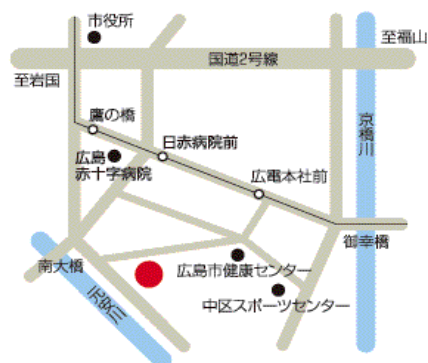 市役所
至福山
国道2号線
至岩国
鷹の橋
日赤病院前
京橋川
広島
赤十字病院
広電本社前
御幸橋
南大橋
広島市健康センター
元安川
中区スポーツセンター